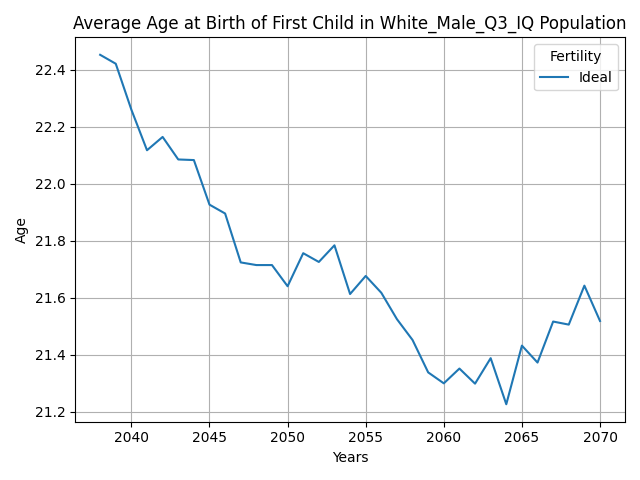 Average Age at Birth of First Child in White_Male_Q3_IQ Population
Fertility
Ideal
22.4
22.2
22.0
21.8
21.6
21.4
21.2
Age
2040 2045 2050 2055 2060 2065 2070
Years